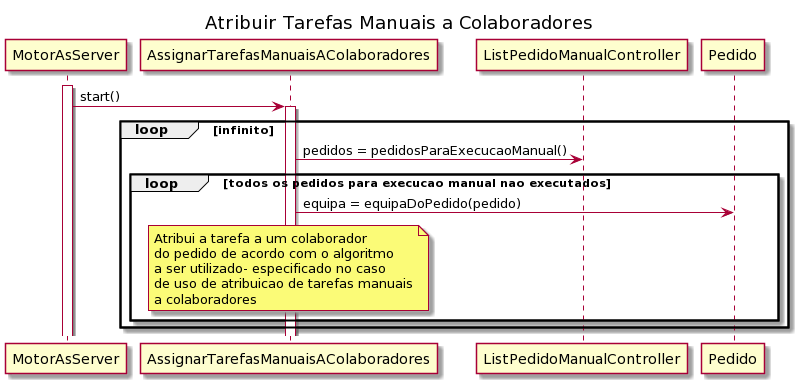 Atribuir Tarefas Manuais a Colaboradores
MotorAsServer AssignarTarefasManuaisAColaboradores ListPedidoManualController Pedido
start()
loop [infinito]
pedidos = pedidosParaExecucaoManual()
loop [todos os pedidos para execucao manual nao executados]
equipa = equipaDoPedido(pedido)
Atribui a tarefa a um colaborador
do pedido de acordo com o algoritmo
a ser utilizado- especificado no caso
de uso de atribuicao de tarefas manuais
a colaboradores
MotorAsServer AssignarTarefasManuaisAColaboradores ListPedidoManualController Pedido